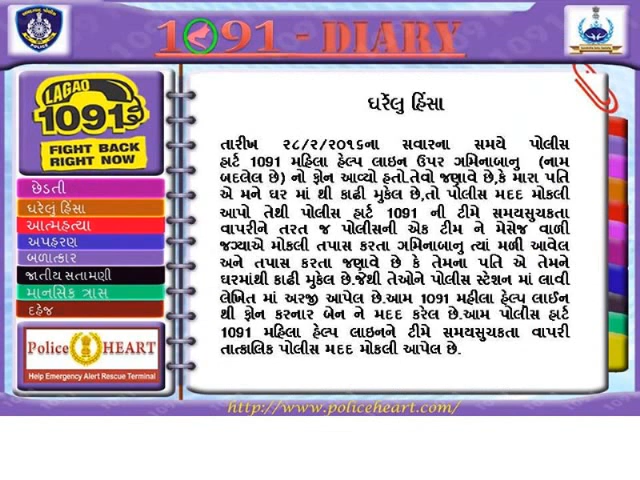 1091 - DIARY
POLICE
LAGAO
1091
FIGHT BACK
RIGHT NOW
છેડતી
ઘરેલુ હિંસા
આત્મહત્યા
અપહરણ
બળાત્કાર
જાતીય સતામણી
માનસિક ત્રાસ
દહેજ
Police HEART
Help Emergency Alert Rescue Terminal
ઘર્રેલુ હિંસા
તારીખ ૨૮/૨/૨૦૧૬ના સવારના સમયે પોલીસ
હાર્ટ 1091 મહિલા હેલ્પ લાઇન ઉપર ગમિનાબાનુ (નામ
બદલેલ છે) નો ફોન આવ્યો હતો.તેવો જણાવે છે,કે મારા પતિ
એ મને ઘર માં થી કાઢી મુકેલ છે,તો પોલીસ મદદ મોકલી
આપો તેથી પોલીસ હાર્ટ 1091 ની ટીમે સમયસુચકતા
વાપરીને તરત જ પોલીસની એક ટીમ ને મેસેજ વાળી
જગ્યાએ મોકલી તપાસ કરતા ગમિનાબાનુ ત્યાં મળી આવેલ
અને તપાસ કરતા જણાવે છે કે તેમના પતિ એ તેમને
ઘરમાંથી કાઢી મુકેલ છે.જેથી તેઓને પોલીસ સ્ટેશન માં લાવી
લેખિત માં અરજી આપેલ છે.આમ 1091 મહીલા હેલ્પ લાઈન
થી ફોન કરનાર બેન ને મદદ કરેલ છે.આમ પોલીસ હાર્ટ
1091 મહિલા હેલ્પ લાઇનને ટીમે સમયસુચકતા વાપરી
તાત્કાલિક પોલીસ મદદ મોકલી આપેલ છે.
http://www.policeheart.com/